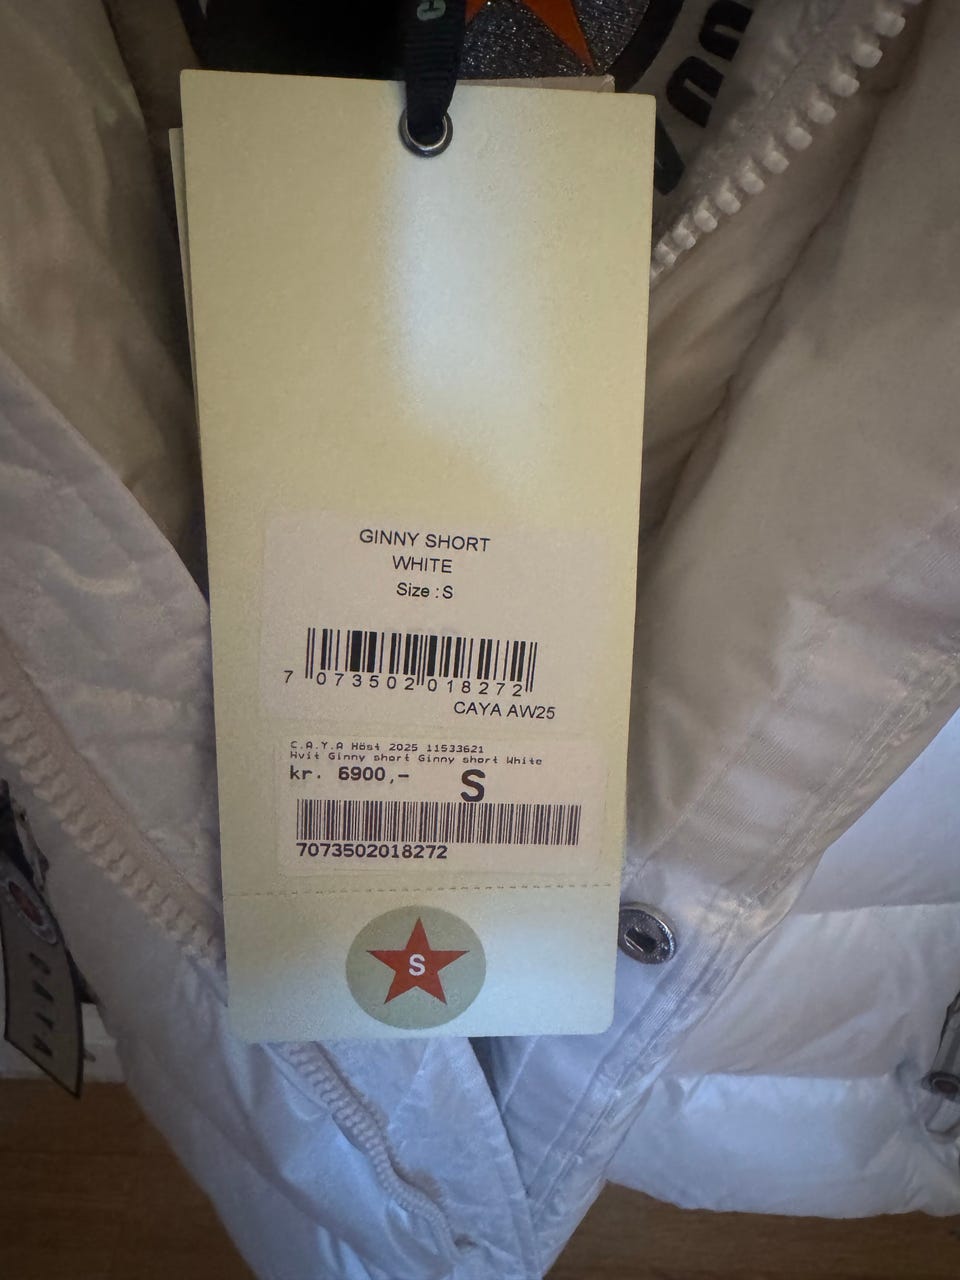 GINNY SHORT
WHITE
Size : S
7 073502 018272
CAYA AW25
C.A.Y.A Höst 2025 11533621
Hvit Ginny short Ginny short White
kr. 6900,- S
7073502018272
S
CAYA